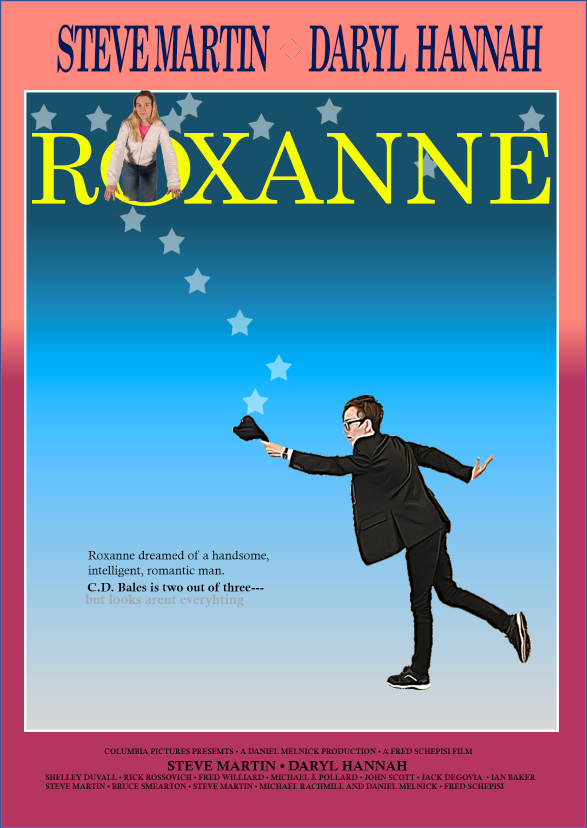 STEVE MARTIN ◇ DARYL HANNAH
ROXANNE
Roxanne dreamed of a handsome,
intelligent, romantic man.
C.D. Bales is two out of three---
but looks arent everyhting
COLUMBIA PICTURES PRESEMTS • A DANIEL MELNICK PRODUCTION • A FRED SCHEPISI FILM
STEVE MARTIN • DARYL HANNAH
SHELLEY DUVALL • RICK ROSSOVICH • FRED WILLIARD • MICHAEL J. POLLARD • JOHN SCOTT • JACK DEGOVIA • IAN BAKER
STEVE MARTIN • BRUCE SMEARTON • STEVE MARTIN • MICHAEL RACHMILL AND DANIEL MELNICK • FRED SCHEPISI